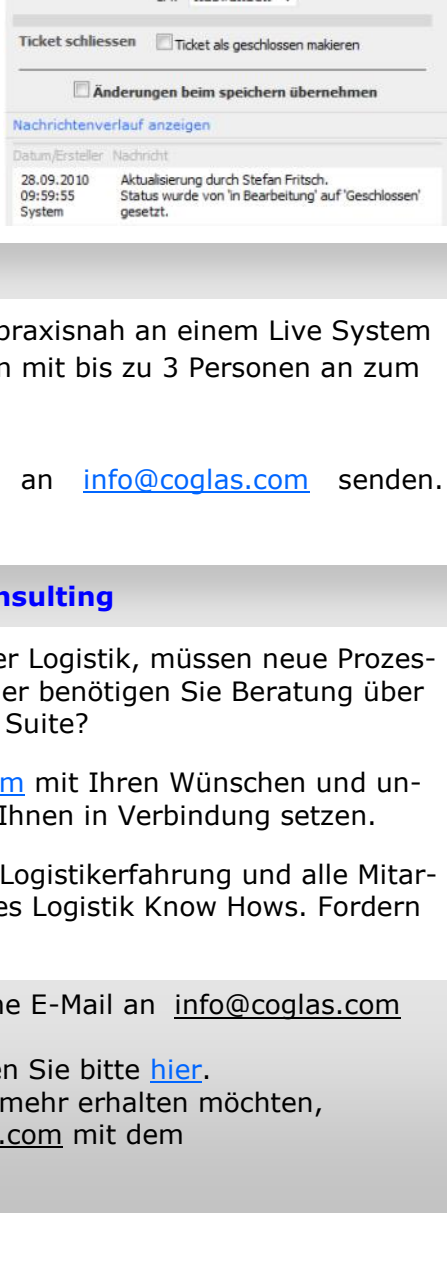 Ticket schliessen Ticket als geschlossen makieren
Änderungen beim speichern übernehmen
Nachrichtenverlauf anzeigen
Datum/Ersteller Nachricht
28.09.2010 Aktualisierung durch Stefan Fritsch.
09:59:55 Status wurde von 'in Bearbeitung' auf 'Geschlossen'
System gesetzt.
praxisnah an einem Live System
n mit bis zu 3 Personen an zum
an info@coglas.com senden.
nsulting
er Logistik, müssen neue Prozes-
er benötigen Sie Beratung über
Suite?
m mit Ihren Wünschen und un-
Ihnen in Verbindung setzen.
Logistikerfahrung und alle Mitar-
es Logistik Know Hows. Fordern
ne E-Mail an info@coglas.com
en Sie bitte hier.
mehr erhalten möchten,
.com mit dem